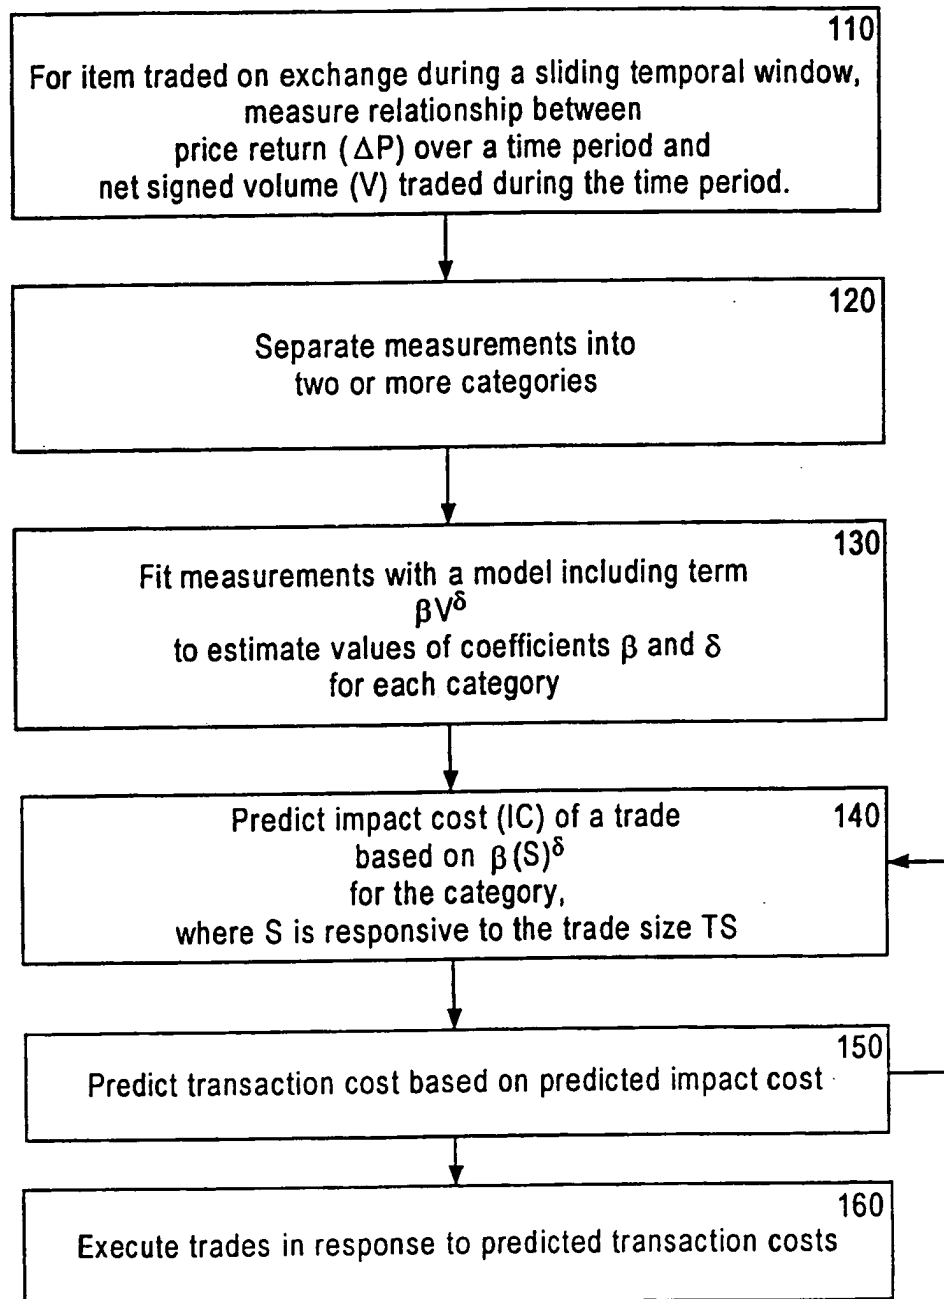 110
For item traded on exchange during a sliding temporal window,
measure relationship between
price return (ΔP) over a time period and
net signed volume (V) traded during the time period.
120
Separate measurements into
two or more categories
130
Fit measurements with a model including term
βV^δ
to estimate values of coefficients β and δ
for each category
140
Predict impact cost (IC) of a trade
based on β(S)^δ
for the category,
where S is responsive to the trade size TS
150
Predict transaction cost based on predicted impact cost
160
Execute trades in response to predicted transaction costs